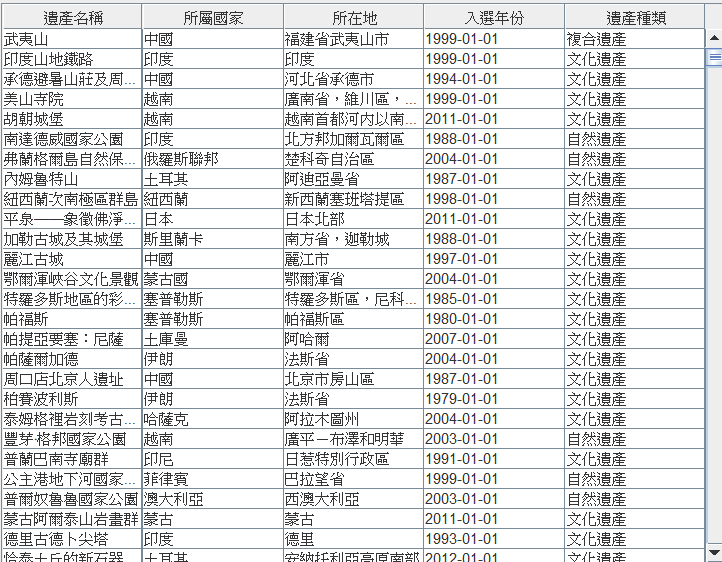 遺產名稱 所屬國家 所在地 入選年份 遺產種類
武夷山 中國 福建省武夷山市 1999-01-01 複合遺產
印度山地鐵路 印度 印度 1999-01-01 文化遺產
承德避暑山莊及周... 中國 河北省承德市 1994-01-01 文化遺產
美山寺院 越南 廣南省，維川區，... 1999-01-01 文化遺產
胡朝城堡 越南 越南首都河內以南... 2011-01-01 文化遺產
南達德威國家公園 印度 北方邦加爾瓦爾區 1988-01-01 自然遺產
弗蘭格爾島自然保... 俄羅斯聯邦 楚科奇自治區 2004-01-01 自然遺產
內姆魯特山 土耳其 阿迪亞曼省 1987-01-01 文化遺產
紐西蘭次南極區群島 紐西蘭 新西蘭塞班塔提區 1998-01-01 自然遺產
平泉——象徵佛淨... 日本 日本北部 2011-01-01 文化遺產
加勒古城及其城堡 斯里蘭卡 南方省，迦勒城 1988-01-01 文化遺產
麗江古城 中國 麗江市 1997-01-01 文化遺產
鄂爾渾峽谷文化景觀 蒙古國 鄂爾渾省 2004-01-01 文化遺產
特羅多斯地區的彩... 塞普勒斯 特羅多斯區，尼科... 1985-01-01 文化遺產
帕福斯 塞普勒斯 帕福斯區 1980-01-01 文化遺產
帕提亞要塞：尼薩 土庫曼 阿哈爾 2007-01-01 文化遺產
帕薩爾加德 伊朗 法斯省 2004-01-01 文化遺產
周口店北京人遺址 中國 北京市房山區 1987-01-01 文化遺產
柏賽波利斯 伊朗 法斯省 1979-01-01 文化遺產
泰姆格裡岩刻考古... 哈薩克 阿拉木圖州 2004-01-01 文化遺產
豐芽-格邦國家公園 越南 廣平－布澤和明華 2003-01-01 自然遺產
普蘭巴南寺廟群 印尼 日惹特別行政區 1991-01-01 文化遺產
公主港地下河國家... 菲律賓 巴拉望省 1999-01-01 自然遺產
普爾奴魯魯國家公園 澳大利亞 西澳大利亞 2003-01-01 自然遺產
蒙古阿爾泰山岩畫群 蒙古 蒙古 2011-01-01 文化遺產
德里古德卜尖塔 印度 德里 1993-01-01 文化遺產
恰泰土丘的新石器... 土耳其 安納托利亞高原南部 2012-01-01 文化遺產